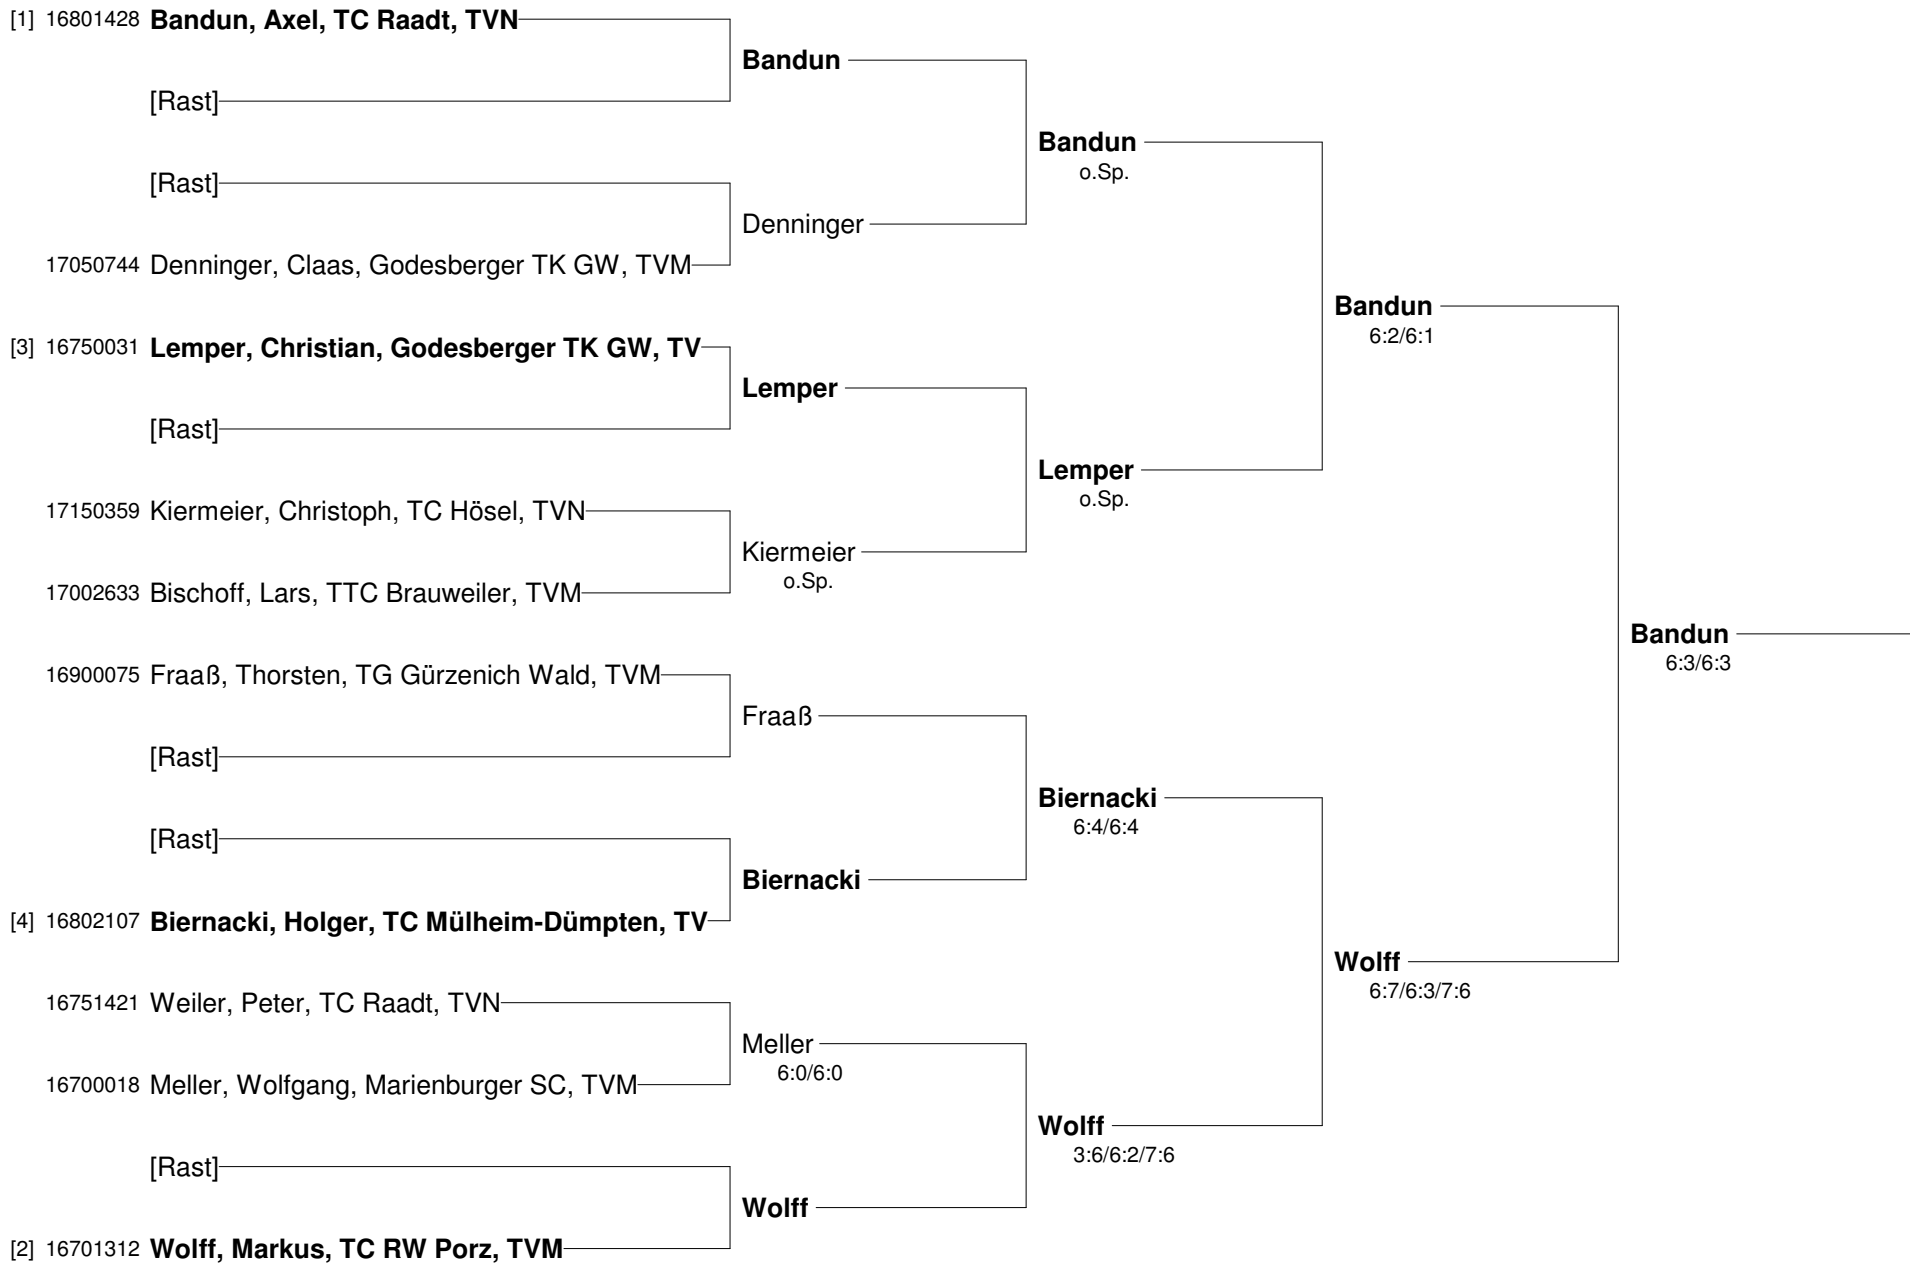 [1] 16801428 Bandun, Axel, TC Raadt, TVN
Bandun
[Rast]
Bandun
o.Sp.
[Rast]
Denninger
17050744 Denninger, Claas, Godesberger TK GW, TVM
Bandun
6:2/6:1
[3] 16750031 Lemper, Christian, Godesberger TK GW, TV
Lemper
[Rast]
Lemper
o.Sp.
17150359 Kiermeier, Christoph, TC Hösel, TVN
Kiermeier
o.Sp.
17002633 Bischoff, Lars, TTC Brauweiler, TVM
Bandun
6:3/6:3
16900075 Fraaß, Thorsten, TG Gürzenich Wald, TVM
Fraaß
[Rast]
Biernacki
6:4/6:4
[Rast]
Biernacki
[4] 16802107 Biernacki, Holger, TC Mülheim-Dümpten, TV
Wolff
6:7/6:3/7:6
16751421 Weiler, Peter, TC Raadt, TVN
Meller
6:0/6:0
16700018 Meller, Wolfgang, Marienburger SC, TVM
Wolff
3:6/6:2/7:6
[Rast]
Wolff
[2] 16701312 Wolff, Markus, TC RW Porz, TVM